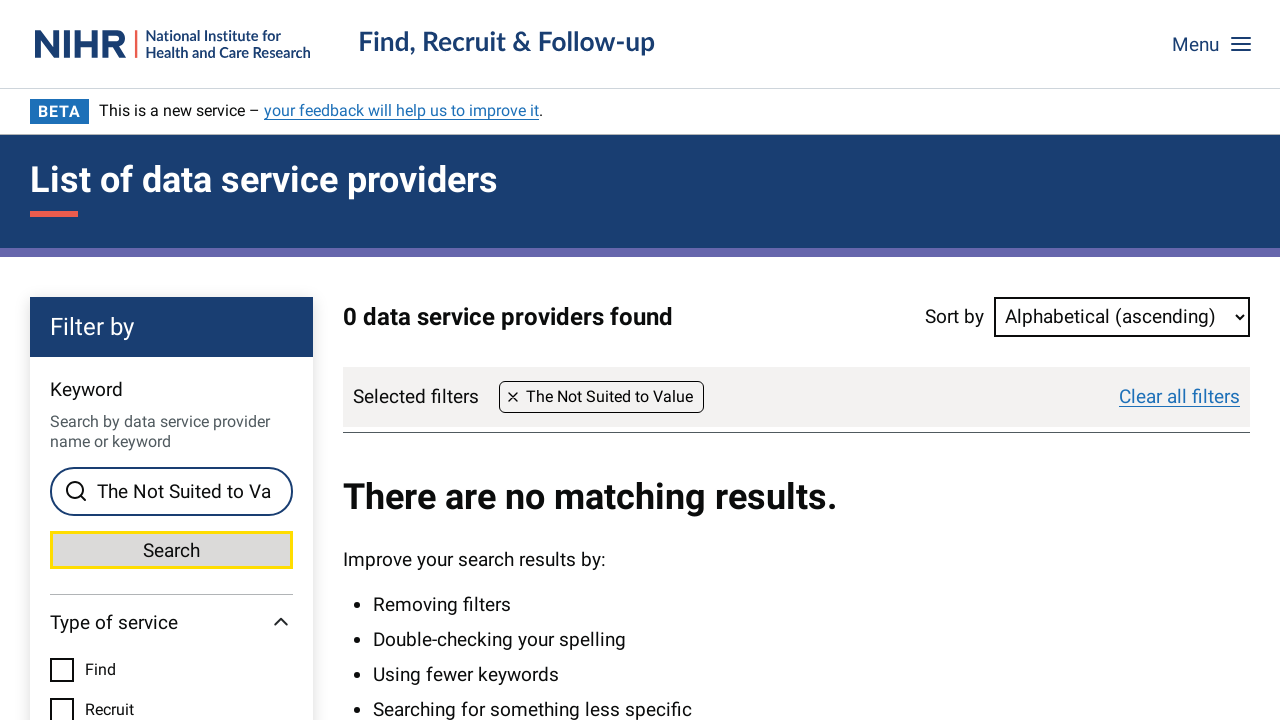 NIHR | National Institute for
Health and Care Research
Find, Recruit & Follow-up
Menu
BETA This is a new service – your feedback will help us to improve it.
List of data service providers
Filter by
Keyword
Search by data service provider
name or keyword
The Not Suited to Va
Search
Type of service
Find
Recruit
0 data service providers found
Sort by Alphabetical (ascending)
Selected filters × The Not Suited to Value Clear all filters
There are no matching results.
Improve your search results by:
• Removing filters
• Double-checking your spelling
• Using fewer keywords
• Searching for something less specific